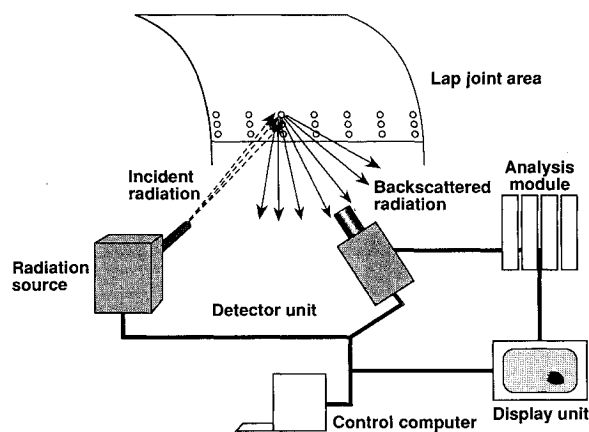 Lap joint area
Incident
radiation
Backscattered
radiation
Analysis
module
Radiation
source
Detector unit
Control computer
Display unit